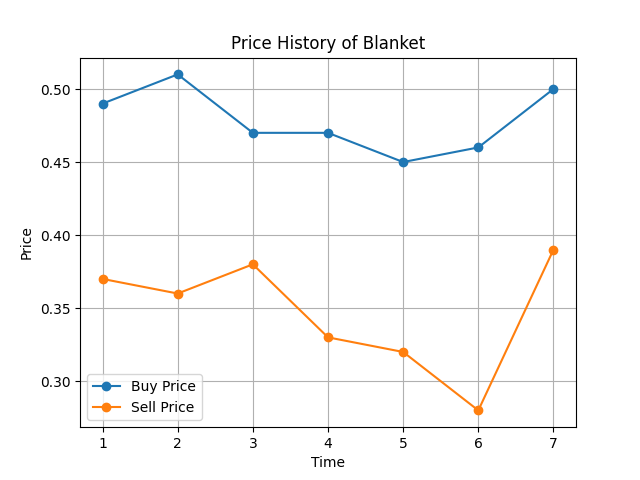 Price History of Blanket
0.50
0.45
0.40
0.35
0.30
Price
Buy Price
Sell Price
1 2 3 4 5 6 7
Time